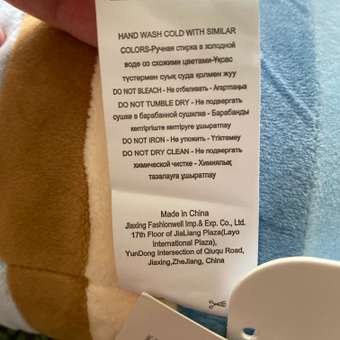 HAND WASH COLD WITH SIMILAR
COLORS-Ручная стирка в холодной
воде со схожими цветами-Ұқсас
түстермен суық суда қолмен жуу
DO NOT BLEACH - Не отбеливать - Ағартпаңыз
DO NOT TUMBLE DRY - Не подвергать
сушке в барабанной сушилке - Барабанды
кептіргіште кептіруге ұшыратпау
DO NOT IRON - Не утюжить - Үтіктемеу
DO NOT DRY CLEAN - Не подвергать
химической чистке - Химиялық
тазалауға ұшыратпау
Made in China
Jiaxing Fashionwell Imp.& Exp. Co., Ltd.
17th Floor of JiaLiang Plaza(Layo
International Plaza),
YunDong Intersection of Qiuqu Road,
Jiaxing,ZheJiang, China